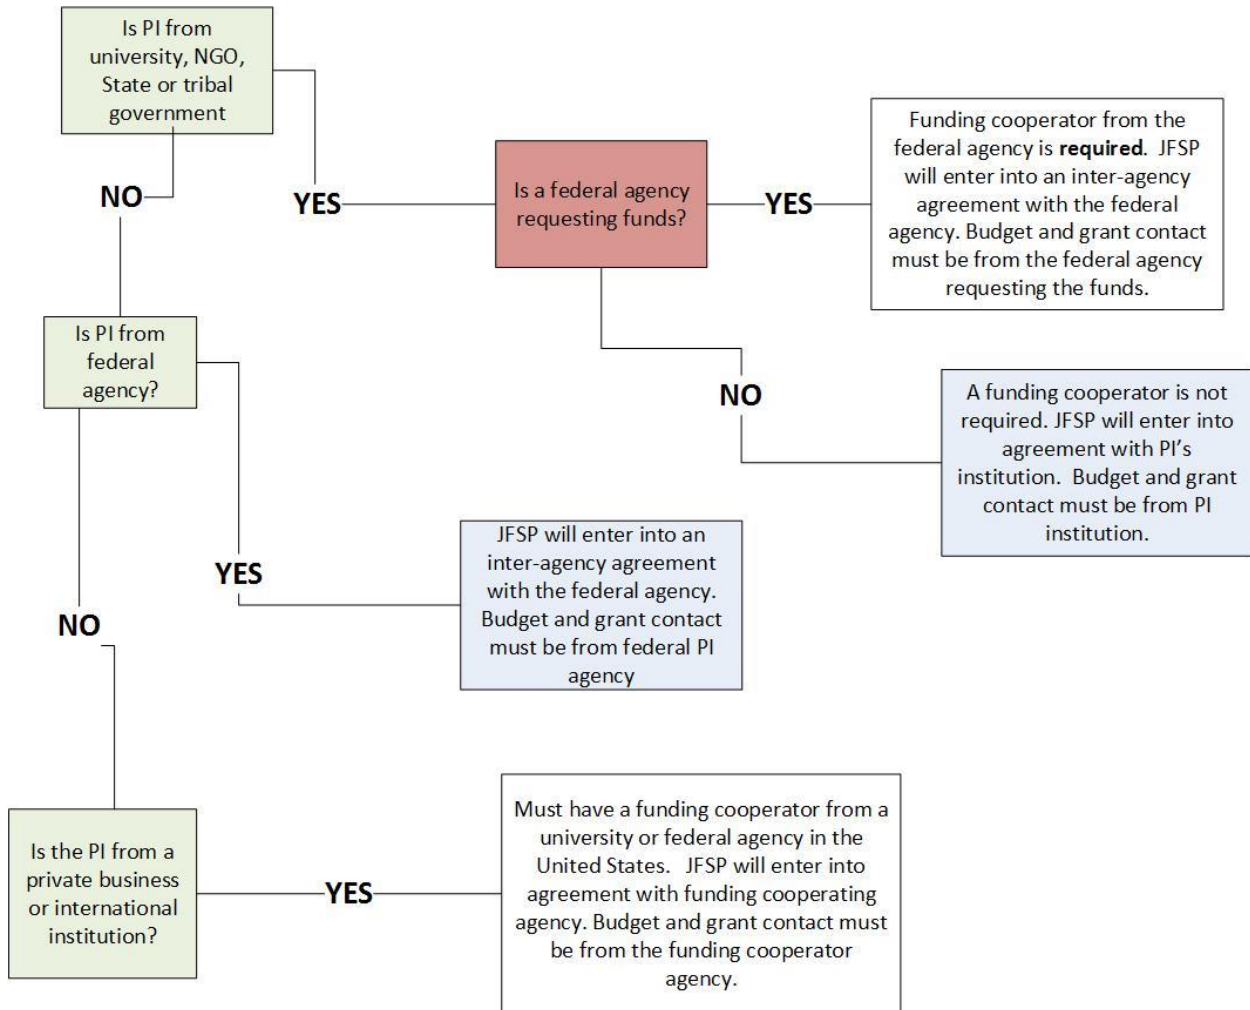 Is PI from
university, NGO,
State or tribal
government
NO
YES
Is a federal agency
requesting funds?
YES
Funding cooperator from the
federal agency is required.  JFSP
will enter into an inter-agency
agreement with the federal
agency. Budget and grant contact
must be from the federal agency
requesting the funds.
NO
A funding cooperator is not
required. JFSP will enter into
agreement with PI's
institution.  Budget and grant
contact must be from PI
institution.
Is PI from
federal
agency?
YES
JFSP will enter into an
inter-agency agreement
with the federal agency.
Budget and grant contact
must be from federal PI
agency
NO
Is the PI from a
private business
or international
institution?
YES
Must have a funding cooperator from a
university or federal agency in the
United States.   JFSP will enter into
agreement with funding cooperating
agency. Budget and grant contact must
be from the funding cooperator
agency.